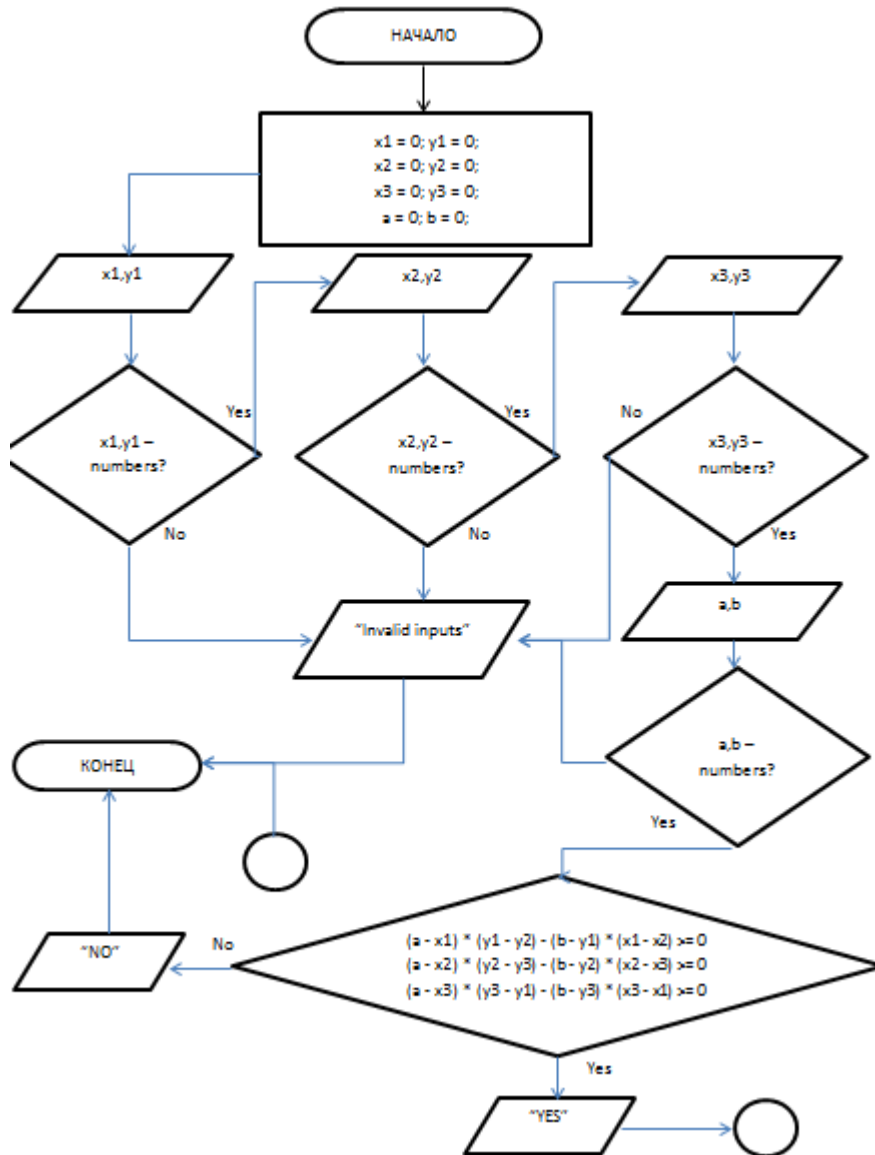 НАЧАЛО
x1 = 0; y1 = 0;
x2 = 0; y2 = 0;
x3 = 0; y3 = 0;
a = 0; b = 0;
x1,y1
x2,y2
x3,y3
x1,y1 –
numbers?
Yes
No
x2,y2 –
numbers?
Yes
No
x3,y3 –
numbers?
No
Yes
"Invalid inputs"
a,b
a,b –
numbers?
Yes
КОНЕЦ
(a - x1) * (y1 - y2) - (b - y1) * (x1 - x2) >= 0
(a - x2) * (y2 - y3) - (b - y2) * (x2 - x3) >= 0
(a - x3) * (y3 - y1) - (b - y3) * (x3 - x1) >= 0
No
"NO"
Yes
"YES"